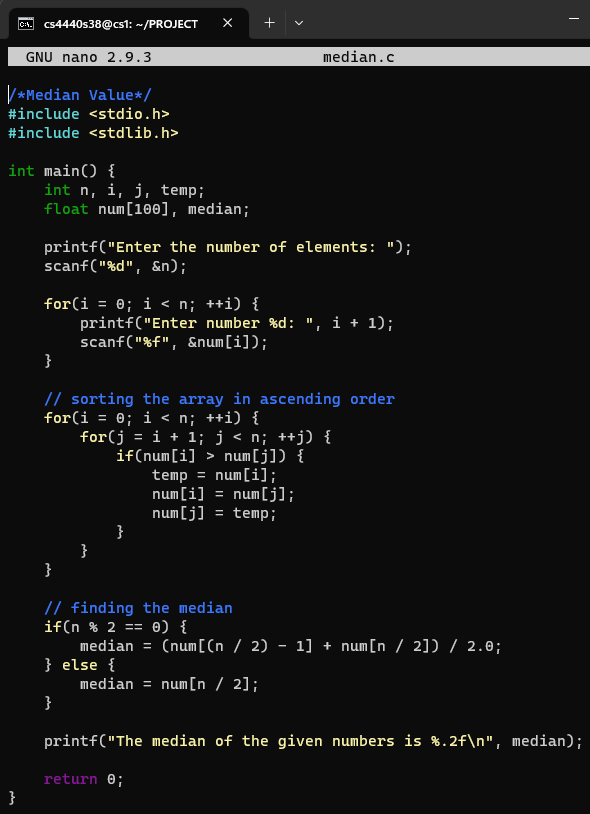 cs4440s38@cs1: ~/PROJECT
GNU nano 2.9.3 median.c
/*Median Value*/
#include <stdio.h>
#include <stdlib.h>
int main() {
    int n, i, j, temp;
    float num[100], median;
    printf("Enter the number of elements: ");
    scanf("%d", &n);
    for(i = 0; i < n; ++i) {
        printf("Enter number %d: ", i + 1);
        scanf("%f", &num[i]);
    }
    // sorting the array in ascending order
    for(i = 0; i < n; ++i) {
        for(j = i + 1; j < n; ++j) {
            if(num[i] > num[j]) {
                temp = num[i];
                num[i] = num[j];
                num[j] = temp;
            }
        }
    }
    // finding the median
    if(n % 2 == 0) {
        median = (num[(n / 2) - 1] + num[n / 2]) / 2.0;
    } else {
        median = num[n / 2];
    }
    printf("The median of the given numbers is %.2f\n", median);
    return 0;
}